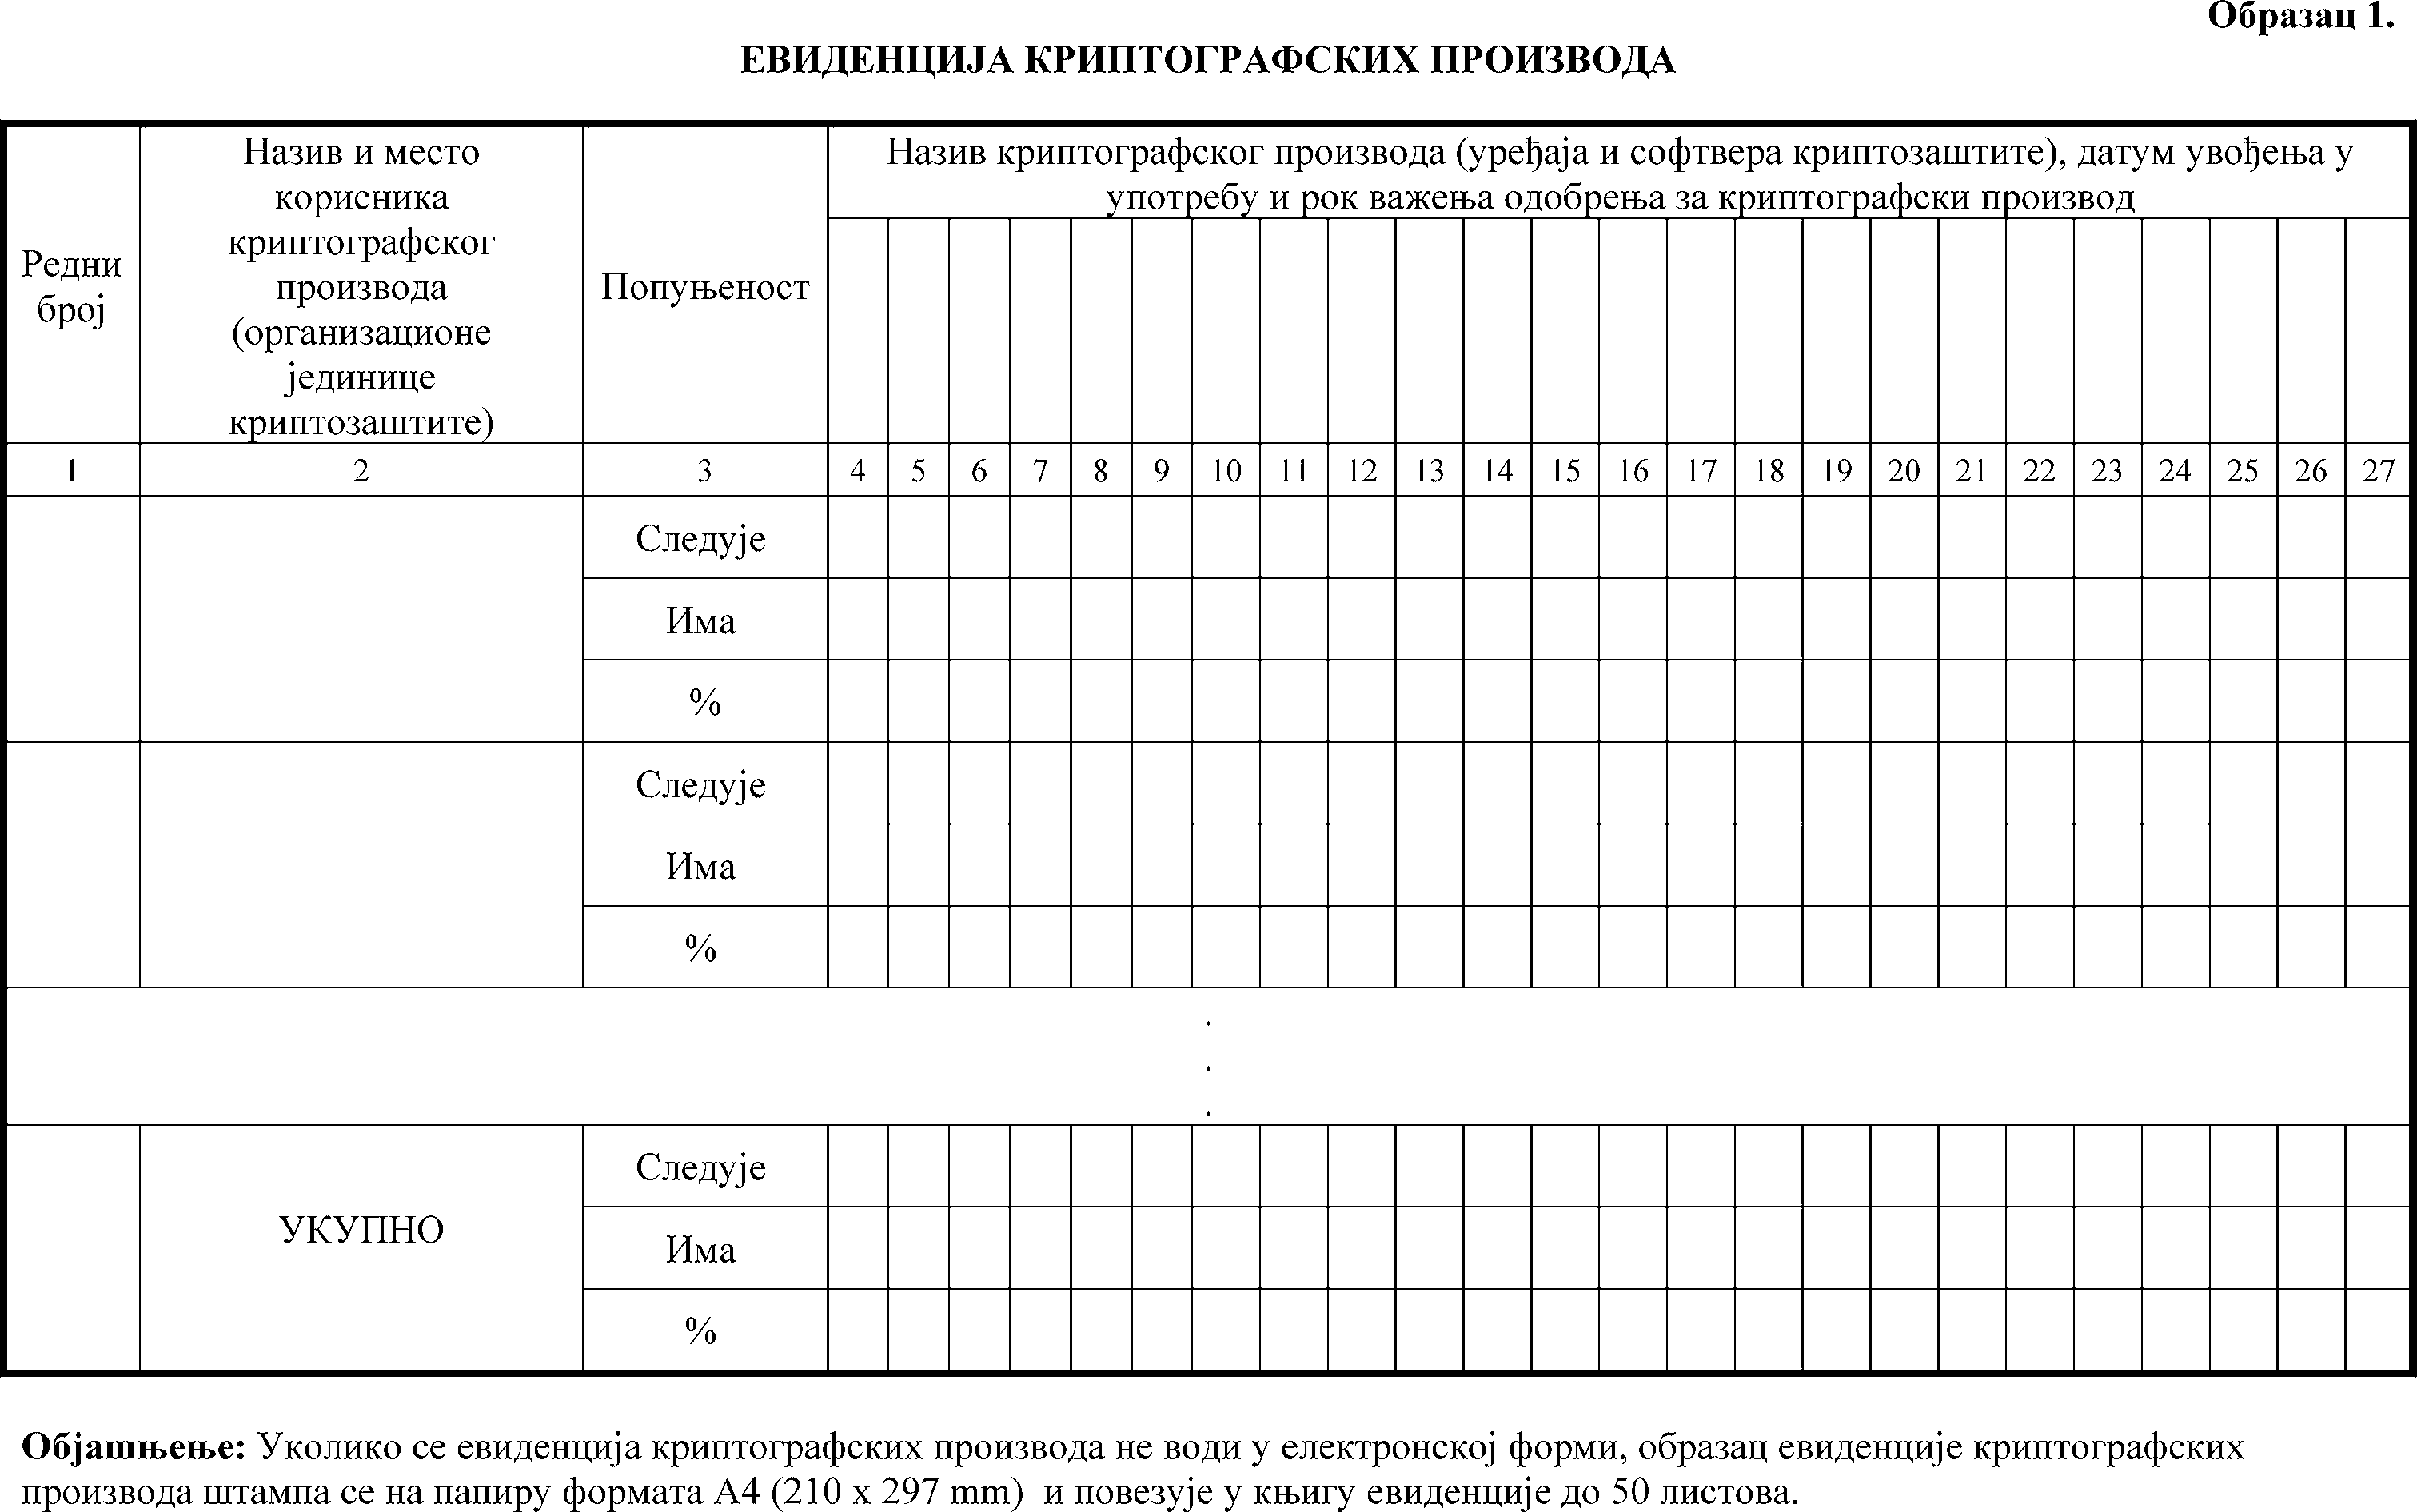 Образац 1.
ЕВИДЕНЦИЈА КРИПТОГРАФСКИХ ПРОИЗВОДА
Редни
број
Назив и место
корисника
криптографског
производа
(организационе
јединице
криптозаштите)
Попуњеност
Назив криптографског производа (уређаја и софтвера криптозаштите), датум увођења у
употребу и рок важења одобрења за криптографски производ
1 2 3 4 5 6 7 8 9 10 11 12 13 14 15 16 17 18 19 20 21 22 23 24 25 26 27
Следује
Има
%
Следује
Има
%
.
.
.
УКУПНО
Следује
Има
%
Објашњење: Уколико се евиденција криптографских производа не води у електронској форми, образац евиденције криптографских
производа штампа се на папиру формата А4 (210 x 297 mm) и повезује у књигу евиденције до 50 листова.